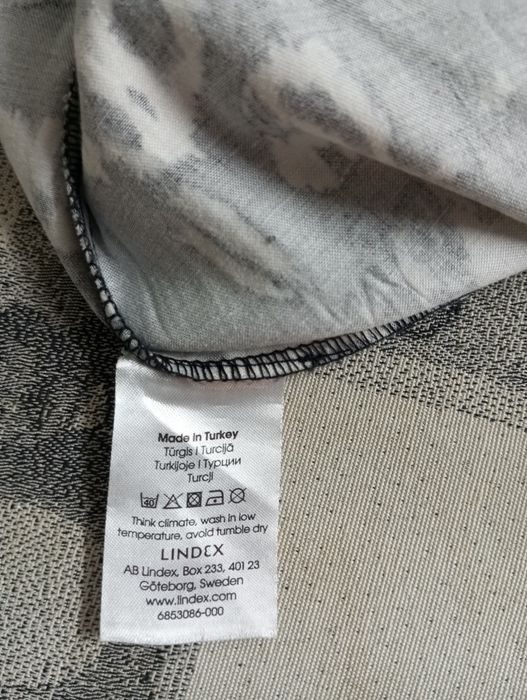 Made in Turkey
Türgis I Turcijā
Turkijoje I Турции
Turcji
40
Think climate, wash in low
temperature, avoid tumble dry
LINDEX
AB Lindex, Box 233, 401 23
Göteborg, Sweden
www.lindex.com
6853086-000